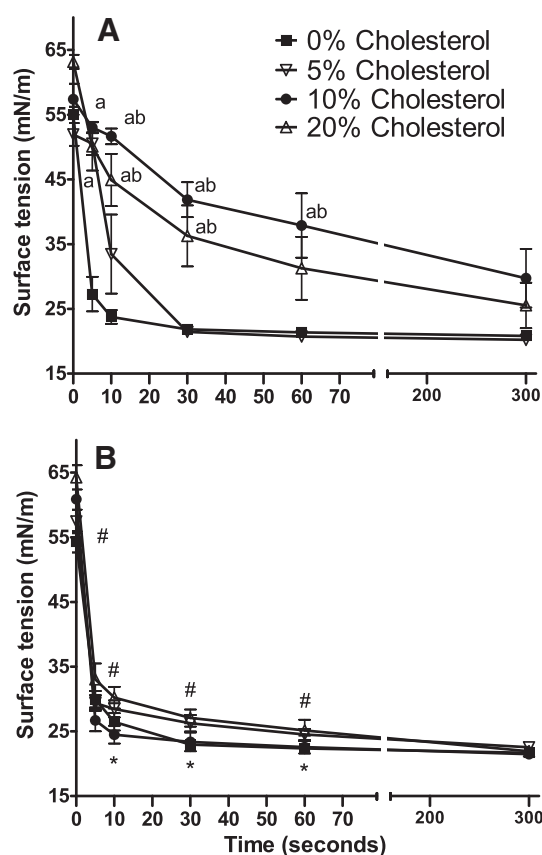 A
0% Cholesterol
5% Cholesterol
10% Cholesterol
20% Cholesterol
Surface tension (mN/m)
65
55
45
35
25
15
a
ab
a
ab
ab
ab
ab
0 10 20 30 40 50 60 70 200 300
B
Surface tension (mN/m)
65
55
45
35
25
15
#
#
#
#
*
*
*
0 10 20 30 40 50 60 70 200 300
Time (seconds)